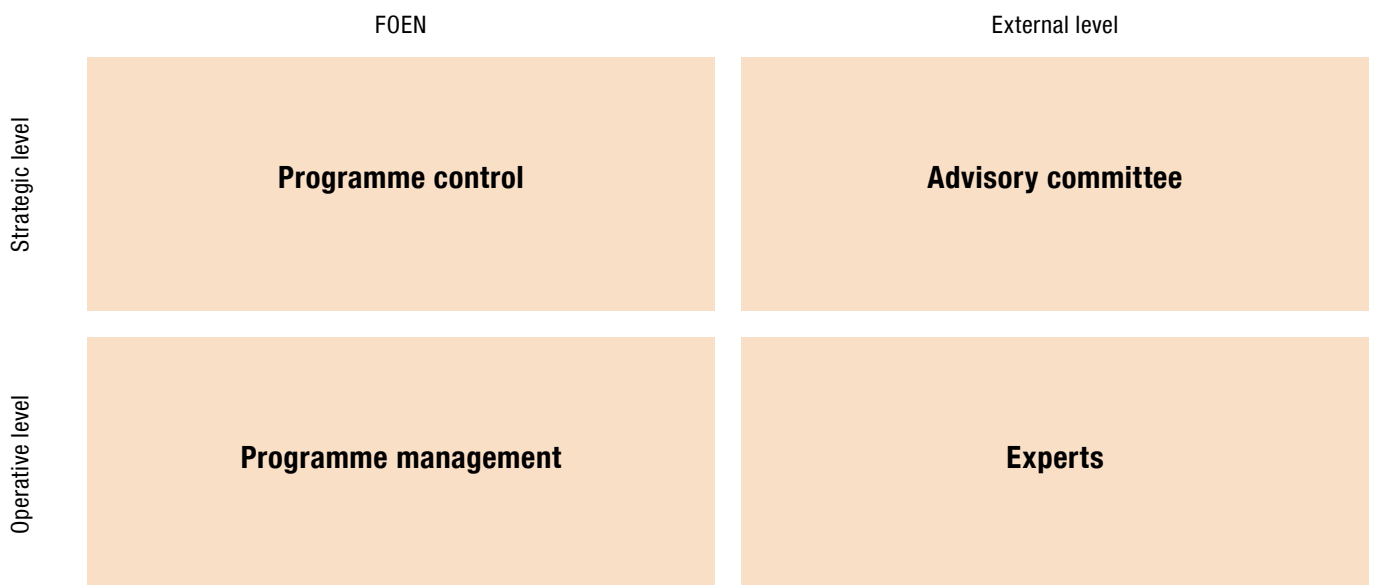 FOEN
External level
Strategic level
Programme control
Advisory committee
Operative level
Programme management
Experts